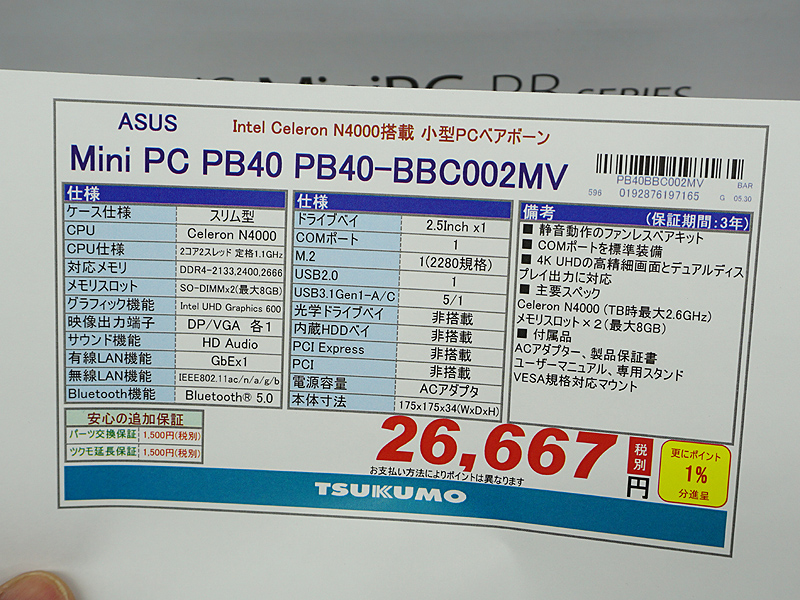 MiniPC PB SERIES
ASUS
Intel Celeron N4000搭載 小型PCベアボーン
Mini PC PB40 PB40-BBC002MV
PB40BBC002MV
BAR
596 0192876197165 G 05:30
仕様
ケース仕様 スリム型
CPU Celeron N4000
CPU仕様 2コア2スレッド 定格1.1GHz
対応メモリ DDR4-2133,2400,2666
メモリスロット SO-DIMMx2(最大8GB)
グラフィック機能 Intel UHD Graphics 600
映像出力端子 DP/VGA 各1
サウンド機能 HD Audio
有線LAN機能 GbEx1
無線LAN機能 IEEE802.11ac/n/a/g/b
Bluetooth機能 Bluetooth® 5.0
仕様
ドライブベイ 2.5Inch x1
COMポート 1
M.2 1(2280規格)
USB2.0 1
USB3.1Gen1-A/C 5/1
光学ドライブベイ 非搭載
内蔵HDDベイ 非搭載
PCI Express 非搭載
PCI 非搭載
電源容量 ACアダプタ
本体寸法 175x175x34(WxDxH)
備考 (保証期間:3年)
■ 静音動作のファンレスベアキット
■ COMポートを標準装備
■ 4K UHDの高精細画面とデュアルディス
プレイ出力に対応
■ 主要スペック
Celeron N4000 (TB時最大2.6GHz)
メモリスロット×2(最大8GB)
■ 付属品
ACアダプター、製品保証書
ユーザーマニュアル、専用スタンド
VESA規格対応マウント
安心の追加保証
パーツ交換保証 1,500円(税別)
ツクモ延長保証 1,500円(税別)
26,667円 税別
お支払い方法によりポイントは異なります
更にポイント
1%
分進呈
TSUKUMO